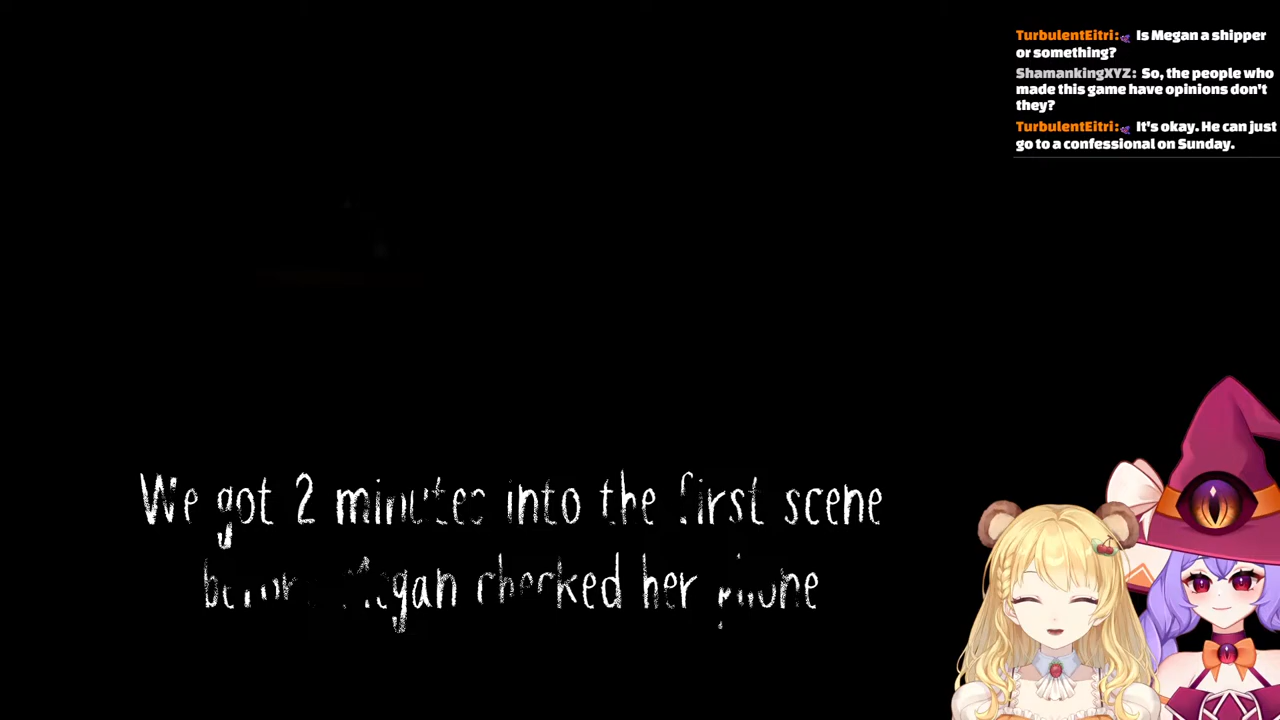 TurbulentEitri: Is Megan a shipper
or something?
ShamankingXYZ: So, the people who
made this game have opinions don't
they?
TurbulentEitri: It's okay. He can just
go to a confessional on Sunday.
We got 2 minutes into the first scene
before Megan checked her phone